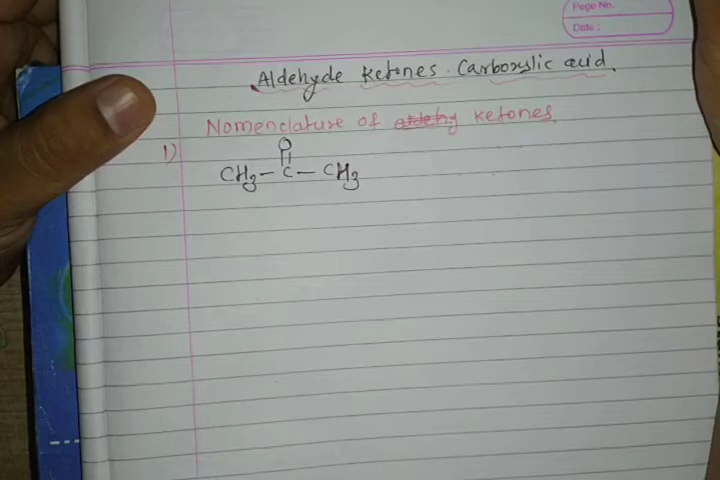 Page No.
Date:
Aldehyde Ketones. Carboxylic acid.
Nomenclature of ketones.
1)
O
CH3 - C - CH3